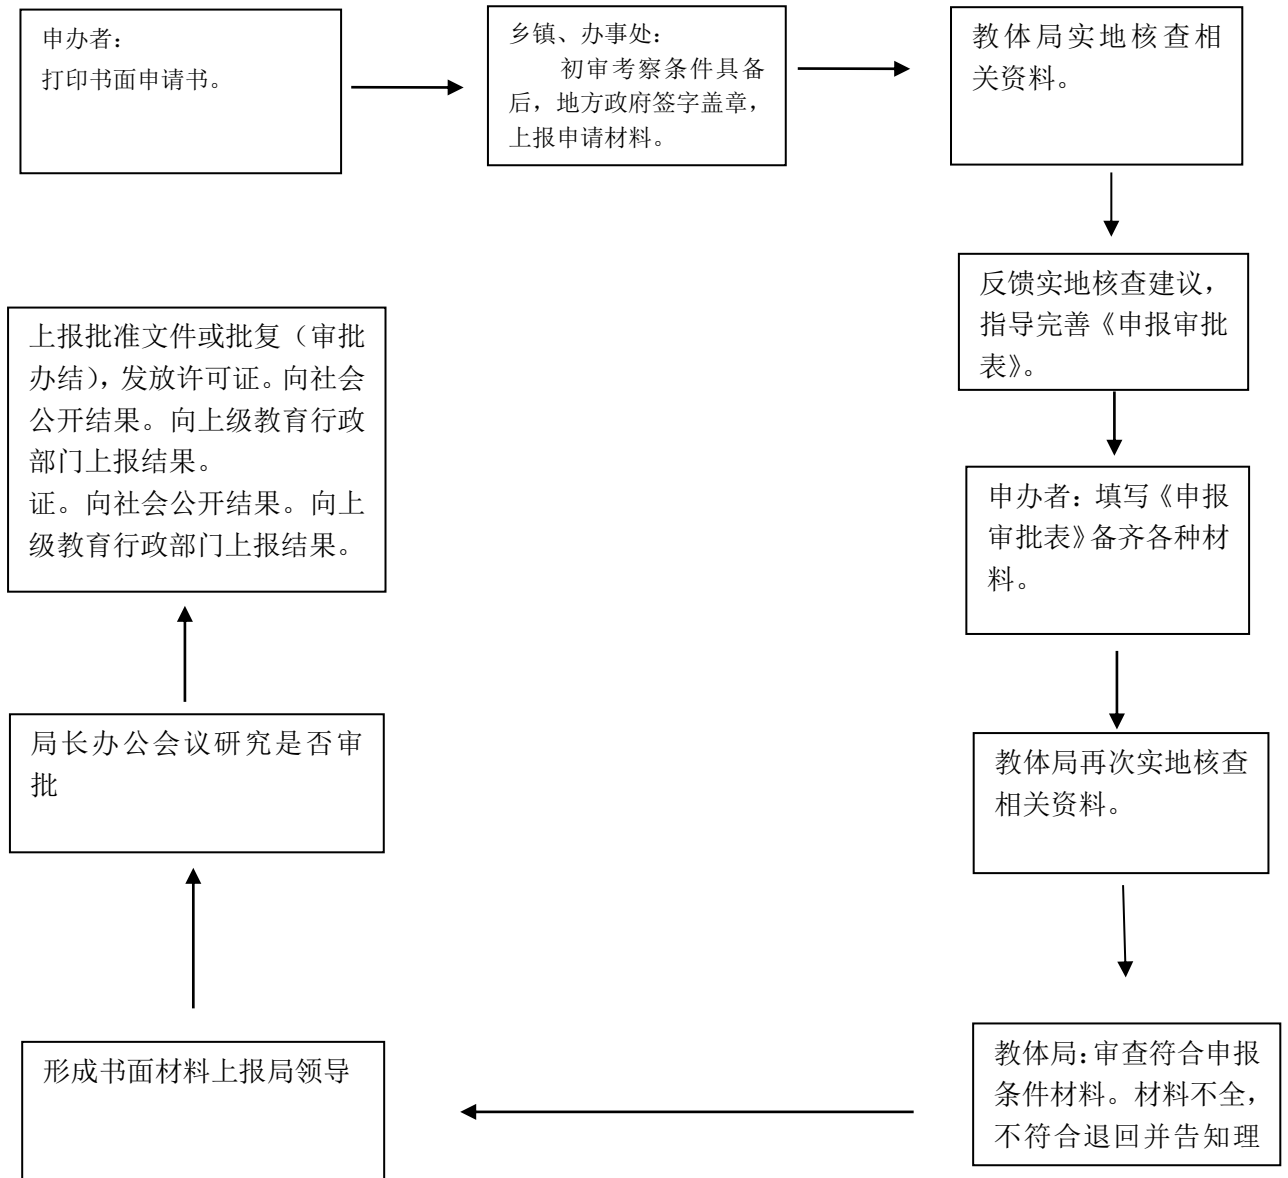 申办者：
打印书面申请书。
乡镇、办事处：
初审考察条件具备
后，地方政府签字盖章，
上报申请材料。
教体局实地核查相
关资料。
反馈实地核查建议，
指导完善《申报审批
表》。
申办者：填写《申报
审批表》备齐各种材
料。
教体局再次实地核查
相关资料。
教体局：审查符合申报
条件材料。材料不全，
不符合退回并告知理
形成书面材料上报局领导
局长办公会议研究是否审
批
上报批准文件或批复（审批
办结），发放许可证。向社会
公开结果。向上级教育行政
部门上报结果。
证。向社会公开结果。向上
级教育行政部门上报结果。